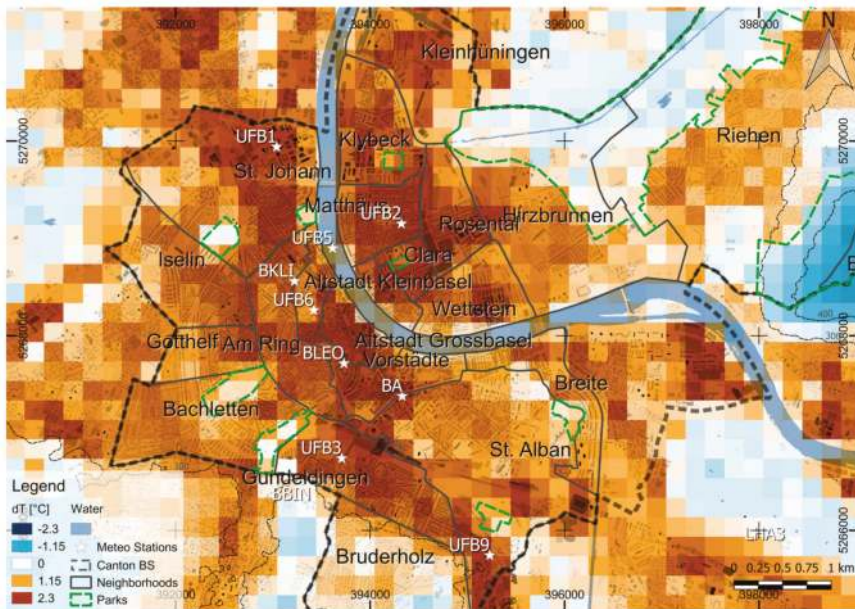 392000
394000
396000
398000
N
Kleinhüningen
5270000
UFB1
Klybeck
Riehen
5270000
St. Johann
Matthäus
UFB2
Rosental
Hirzbrunnen
UFB5
Clara
Iselin
BKLI
Altstadt Kleinbasel
UFB6
Wettstein
5268000
Gotthelf
Am Ring
Altstadt Grossbasel
5268000
BLEO
Vorstädte
BA
Breite
Bachletten
St. Alban
UFB3
Gundeldingen
BBIN
Legend
dT [°C]
Water
-2.3
-1.15
Meteo Stations
0
Canton BS
1.15
Neighborhoods
2.3
Parks
Bruderholz
UFB9
LHA3
5266000
0 0.25 0.5 0.75 1 km
392000
394000
396000
398000